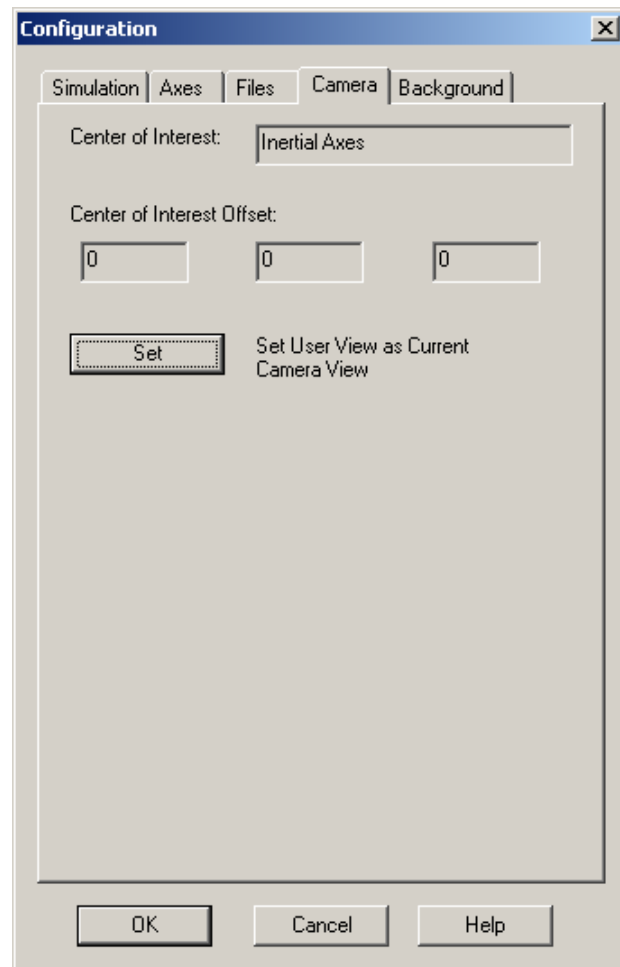 Configuration
Simulation Axes Files Camera Background
Center of Interest: Inertial Axes
Center of Interest Offset:
0 0 0
Set Set User View as Current
Camera View
OK Cancel Help